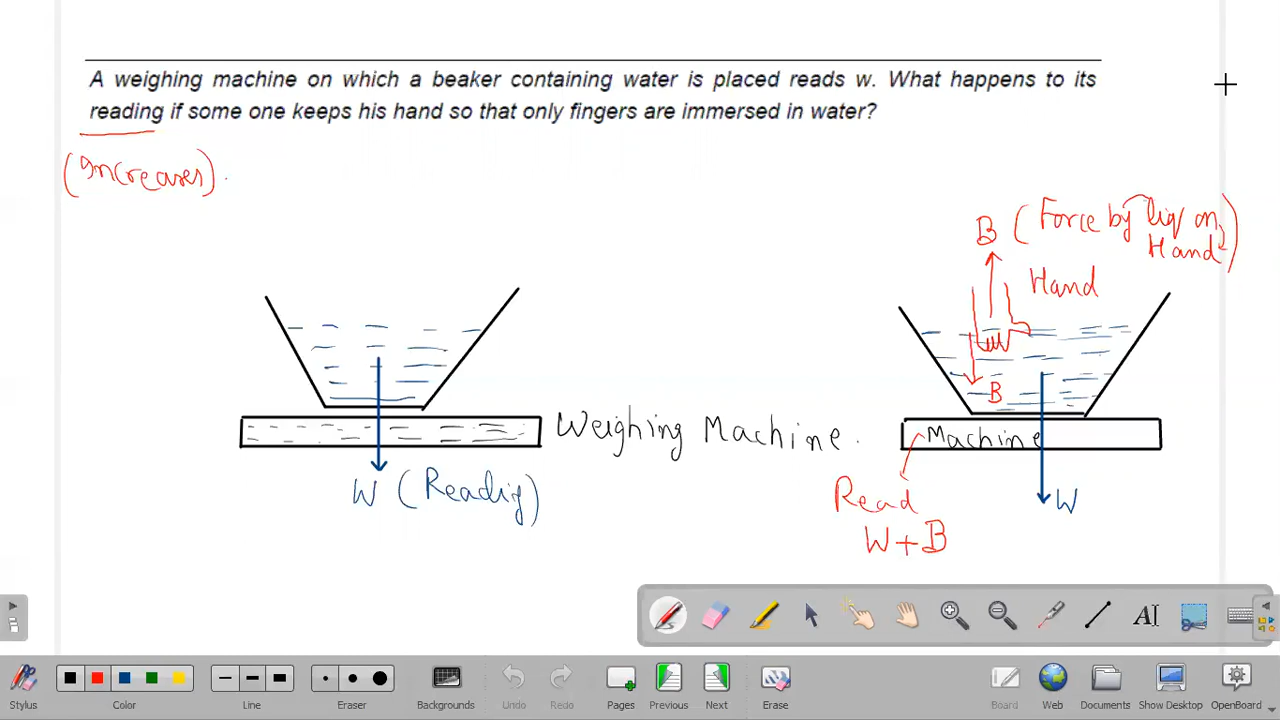 A weighing machine on which a beaker containing water is placed reads w. What happens to its
reading if some one keeps his hand so that only fingers are immersed in water?
(Increases).
B (Force by liq on
Hand)
Hand
B
Weighing Machine.
Machine
W (Readig)
W
Read
W+B
Stylus
Color
Line
Eraser
Backgrounds
Undo
Redo
Pages
Previous
Next
Erase
Board
Web
Documents
Show Desktop
OpenBoard